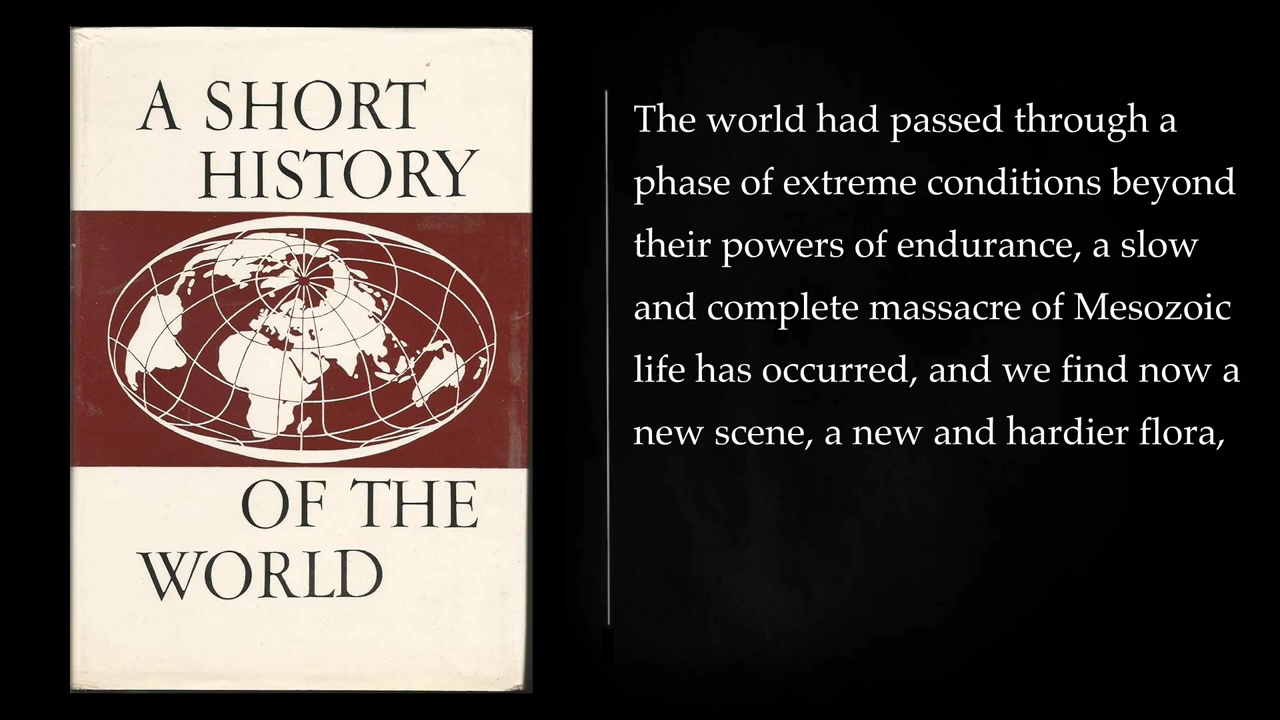 A SHORT
HISTORY
OF THE
WORLD
The world had passed through a
phase of extreme conditions beyond
their powers of endurance, a slow
and complete massacre of Mesozoic
life has occurred, and we find now a
new scene, a new and hardier flora,